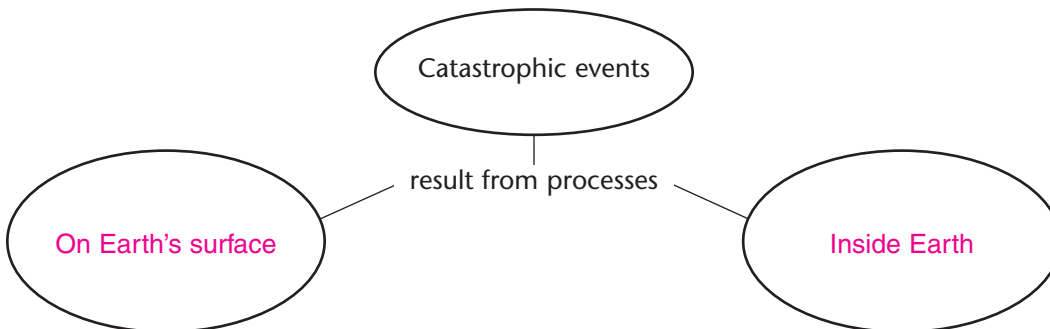 Catastrophic events
result from processes
On Earth's surface
Inside Earth